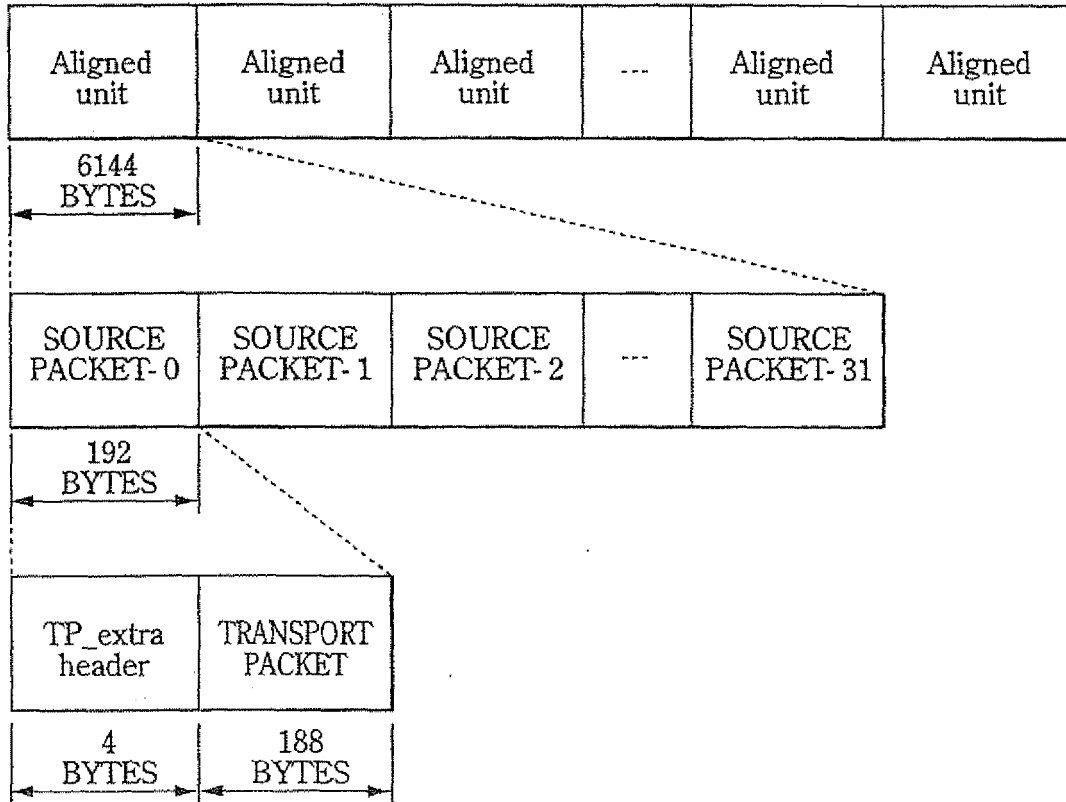 Aligned
unit
Aligned
unit
Aligned
unit
---
Aligned
unit
Aligned
unit
6144
BYTES
SOURCE
PACKET-0
SOURCE
PACKET-1
SOURCE
PACKET-2
---
SOURCE
PACKET-31
192
BYTES
TP_extra
header
TRANSPORT
PACKET
4
BYTES
188
BYTES